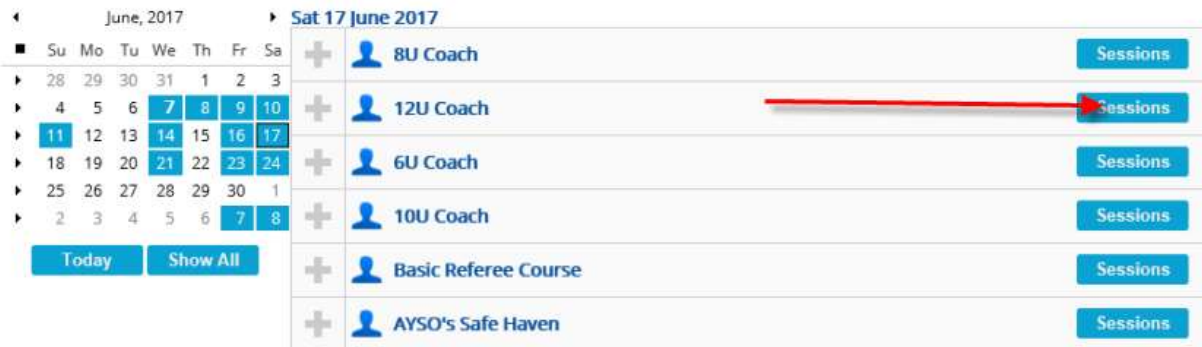 June, 2017
Su Mo Tu We Th Fr Sa
28 29 30 31 1 2 3
4 5 6 7 8 9 10
11 12 13 14 15 16 17
18 19 20 21 22 23 24
25 26 27 28 29 30 1
2 3 4 5 6 7 8
Today Show All
Sat 17 June 2017
8U Coach Sessions
12U Coach Sessions
6U Coach Sessions
10U Coach Sessions
Basic Referee Course Sessions
AYSO's Safe Haven Sessions